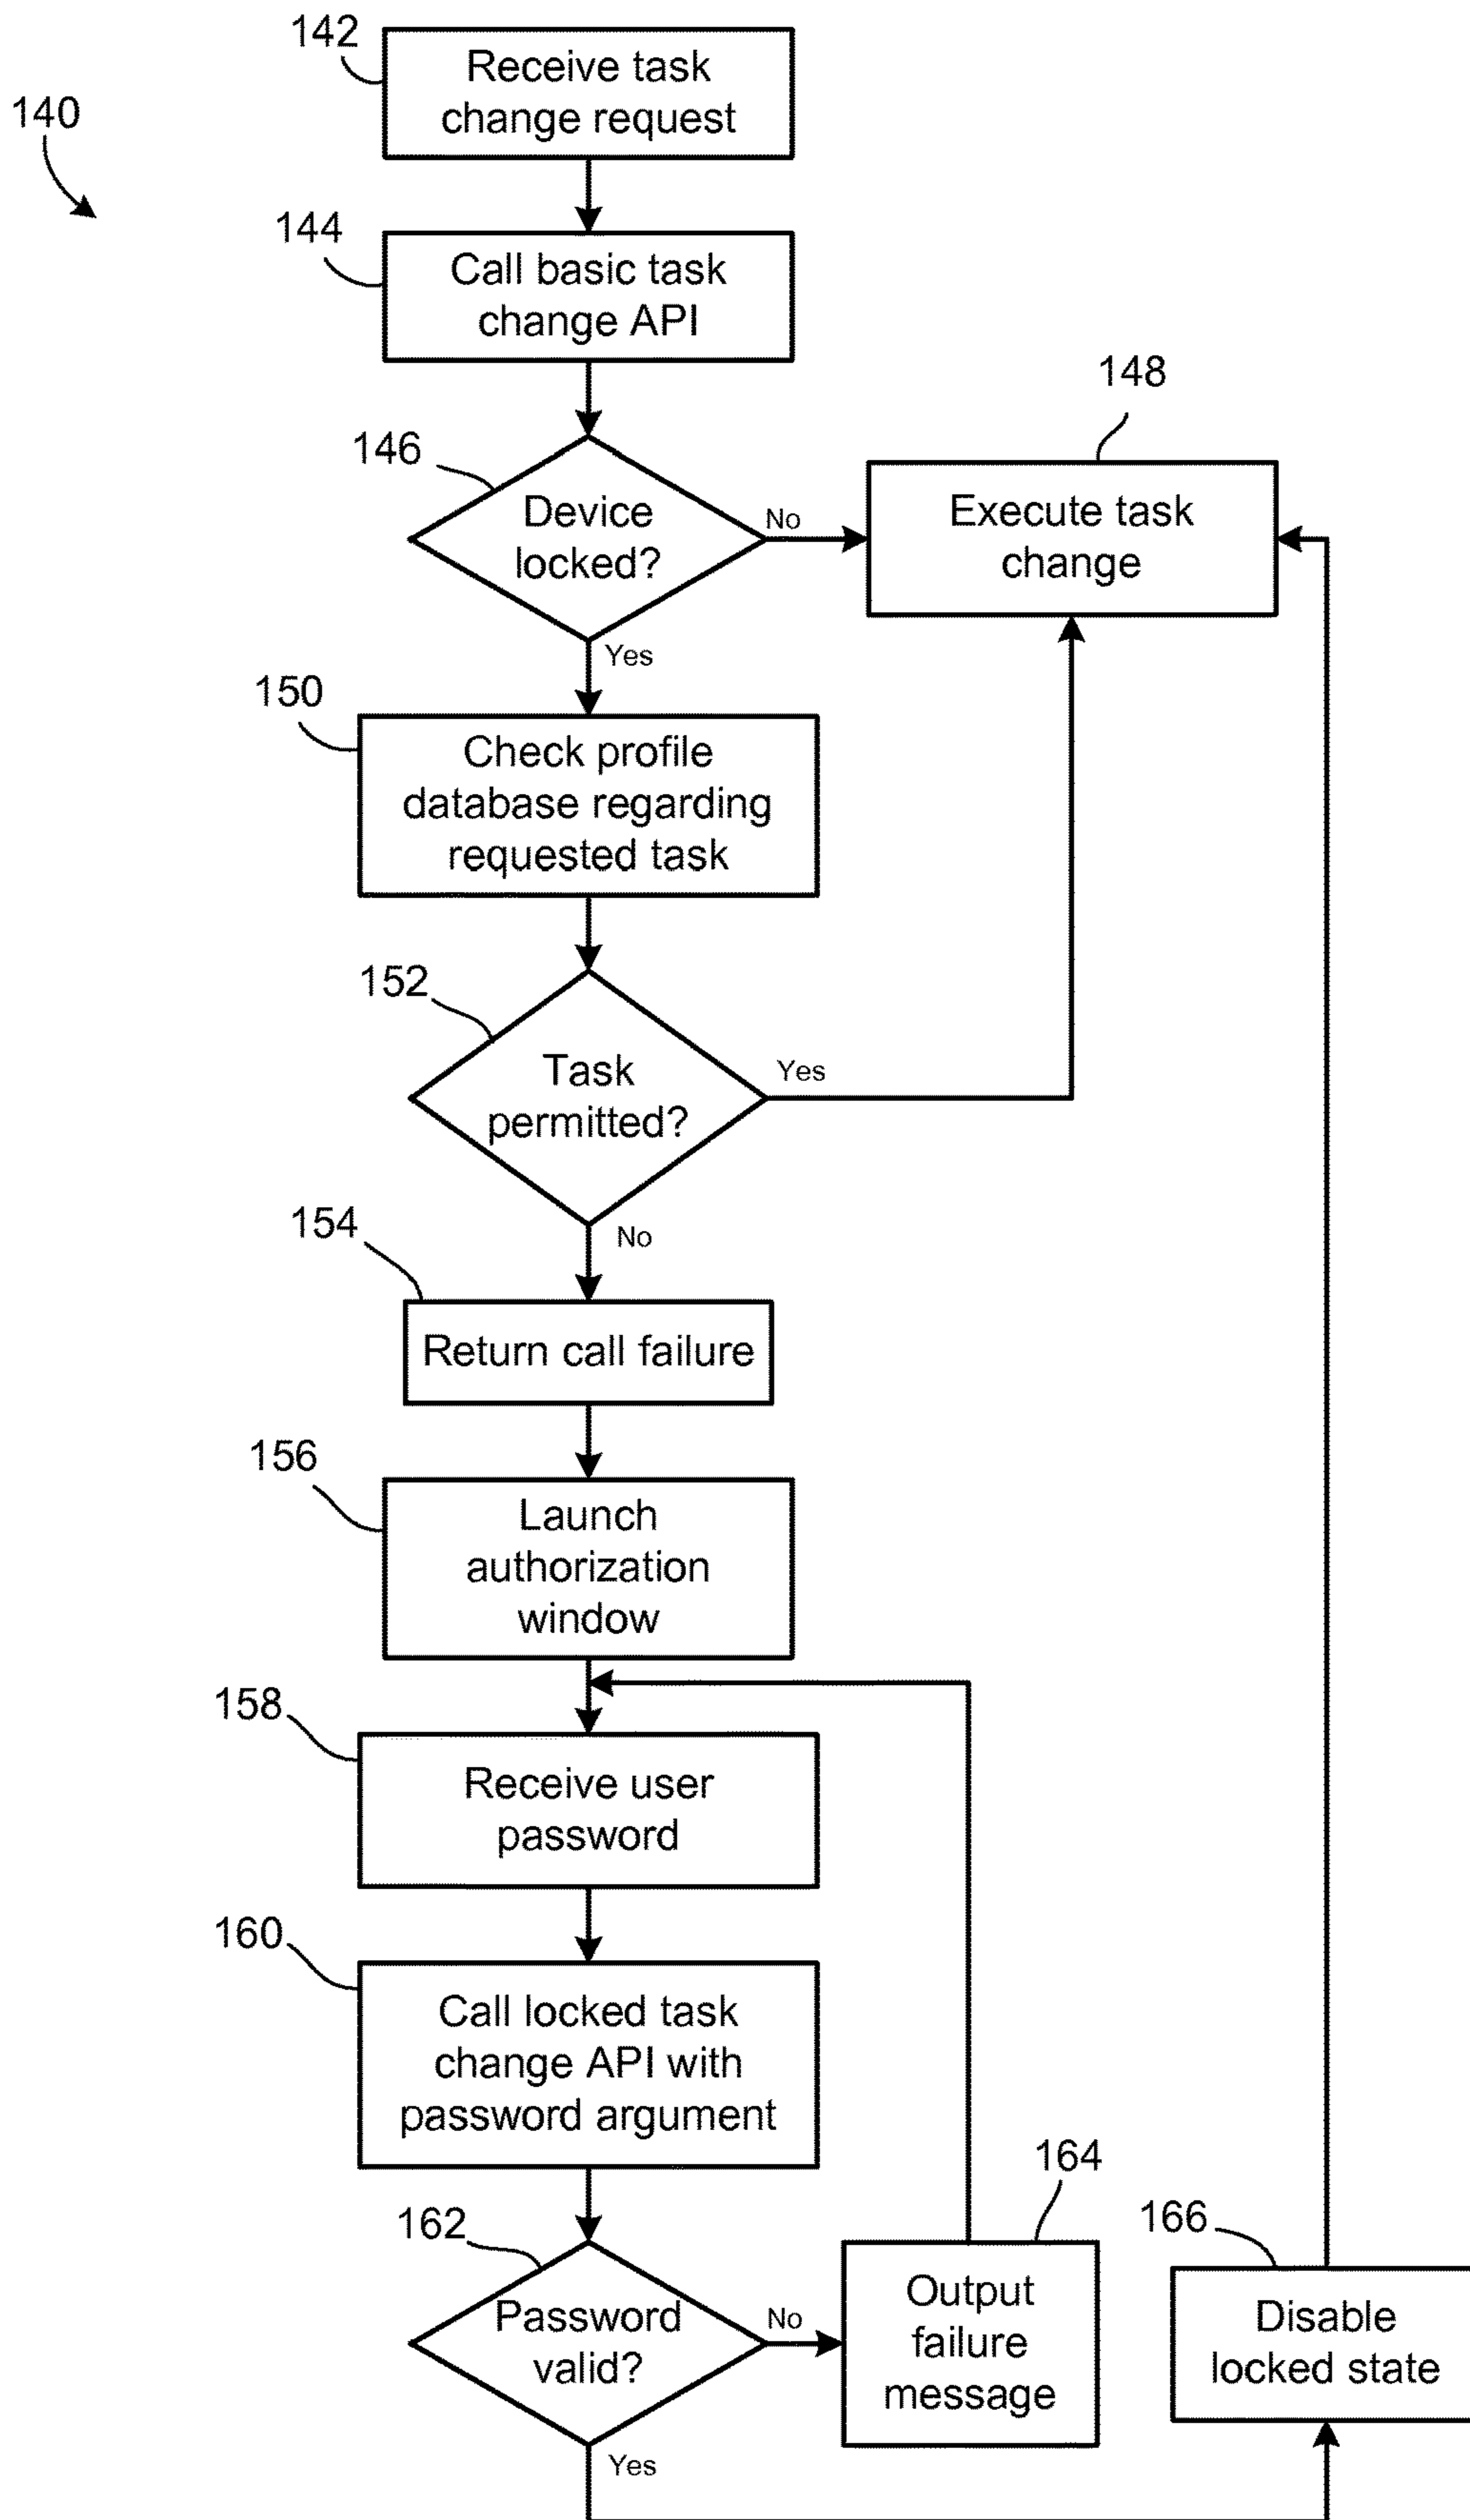 142
Receive task
change request
140
144
Call basic task
change API
148
146
Device
locked?
No
Execute task
change
Yes
150
Check profile
database regarding
requested task
152
Task
permitted?
Yes
No
154
Return call failure
156
Launch
authorization
window
158
Receive user
password
160
Call locked task
change API with
password argument
164
162
166
Password
valid?
No
Output
failure
message
Disable
locked state
Yes